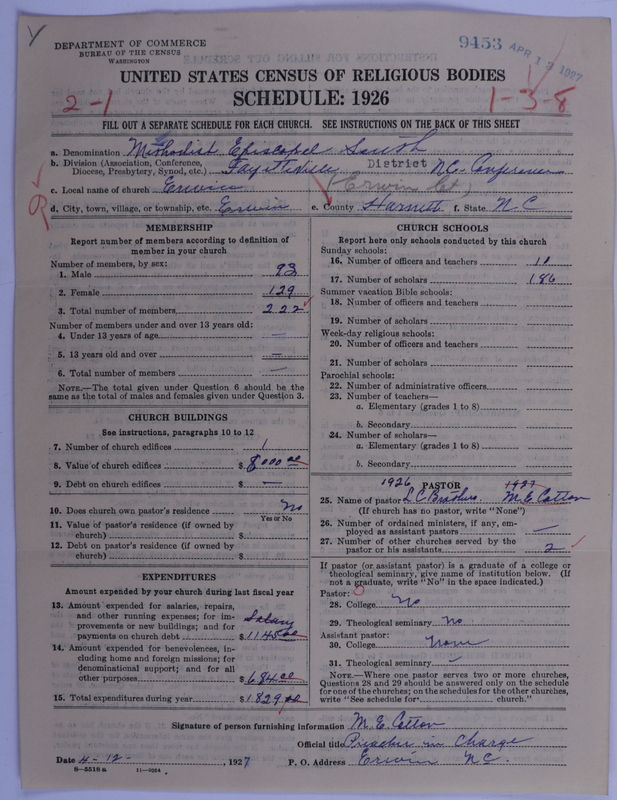 DEPARTMENT OF COMMERCE
BUREAU OF THE CENSUS
WASHINGTON
9453 APR 1 1927
UNITED STATES CENSUS OF RELIGIOUS BODIES
SCHEDULE: 1926
2-1
1-3-8
FILL OUT A SEPARATE SCHEDULE FOR EACH CHURCH. SEE INSTRUCTIONS ON THE BACK OF THIS SHEET
a. Denomination Methodist Episcopal South
b. Division (Association, Conference, Diocese, Presbytery, Synod, etc.) Fayetteville District NC. Conference
c. Local name of church Erwin (Erwin Ct)
d. City, town, village, or township, etc. Erwin e. County Harnett f. State NC
MEMBERSHIP
Report number of members according to definition of
member in your church
Number of members, by sex:
1. Male 93
2. Female 129
3. Total number of members 222
Number of members under and over 13 years old:
4. Under 13 years of age —
5. 13 years old and over —
6. Total number of members —
NOTE.—The total given under Question 6 should be the
same as the total of males and females given under Question 3.
CHURCH BUILDINGS
See instructions, paragraphs 10 to 12
7. Number of church edifices 1
8. Value of church edifices $ 8000 00
9. Debt on church edifices $ —
10. Does church own pastor's residence No
Yes or No
11. Value of pastor's residence (if owned by
church) $
12. Debt on pastor's residence (if owned by
church) $
EXPENDITURES
Amount expended by your church during last fiscal year
13. Amount expended for salaries, repairs,
and other running expenses; for im-
provements or new buildings; and for
payments on church debt Salary $ 1145 00
14. Amount expended for benevolences, in-
cluding home and foreign missions; for
denominational support; and for all
other purposes $ 684 00
15. Total expenditures during year $ 1829 00
CHURCH SCHOOLS
Report here only schools conducted by this church
Sunday schools:
16. Number of officers and teachers 11
17. Number of scholars 186
Summer vacation Bible schools:
18. Number of officers and teachers
19. Number of scholars
Week-day religious schools:
20. Number of officers and teachers
21. Number of scholars
Parochial schools:
22. Number of administrative officers
23. Number of teachers—
a. Elementary (grades 1 to 8)
b. Secondary
24. Number of scholars—
a. Elementary (grades 1 to 8)
b. Secondary
1926 PASTOR 1927
25. Name of pastor L.C. Brothers. M.E. Cotton
(If church has no pastor, write "None")
26. Number of ordained ministers, if any, em-
ployed as assistant pastors —
27. Number of other churches served by the
pastor or his assistants 2
If pastor (or assistant pastor) is a graduate of a college or
theological seminary, give name of institution below. (If
not a graduate, write "No" in the space indicated.)
Pastor:
28. College No
29. Theological seminary No
Assistant pastor:
30. College None
31. Theological seminary —
NOTE.—Where one pastor serves two or more churches,
Questions 28 and 29 should be answered only on the schedule
for one of the churches; on the schedules for the other churches,
write "See schedule for church."
Signature of person furnishing information M.E. Cotton
Official title Preacher in Charge
Date 4-12-, 1927 P. O. Address Erwin NC.
8—5518 a 11—9024